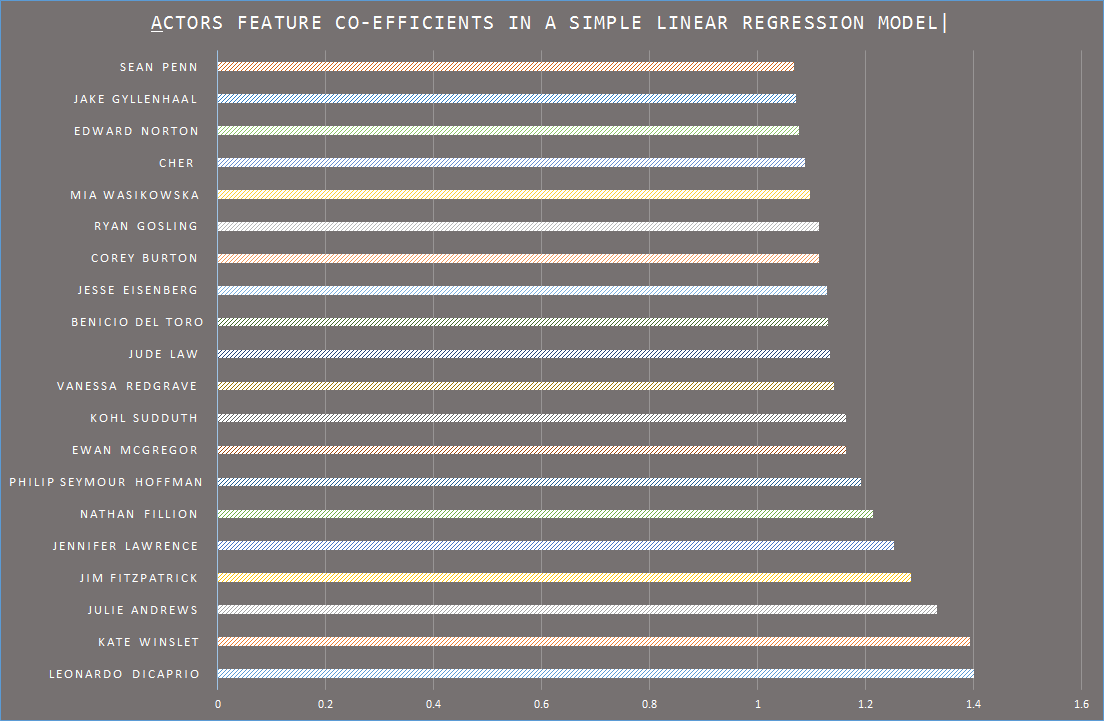 ACTORS FEATURE CO-EFFICIENTS IN A SIMPLE LINEAR REGRESSION MODEL|
SEAN PENN
JAKE GYLLENHAAL
EDWARD NORTON
CHER
MIA WASIKOWSKA
RYAN GOSLING
COREY BURTON
JESSE EISENBERG
BENICIO DEL TORO
JUDE LAW
VANESSA REDGRAVE
KOHL SUDDUTH
EWAN MCGREGOR
PHILIP SEYMOUR HOFFMAN
NATHAN FILLION
JENNIFER LAWRENCE
JIM FITZPATRICK
JULIE ANDREWS
KATE WINSLET
LEONARDO DICAPRIO
0 0.2 0.4 0.6 0.8 1 1.2 1.4 1.6